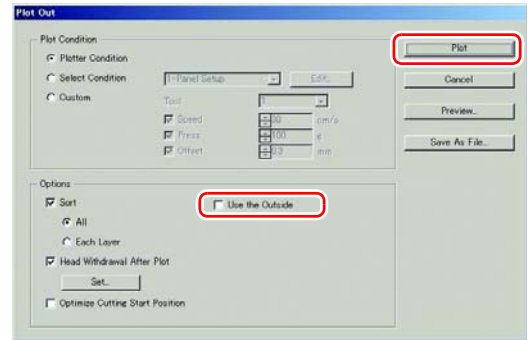 Plot Out
Plot Condition
Plotter Condition
Select Condition
1-Panel Setup
Edit..
Custom
Tool
1
Speed
30
cm/s
Press
100
g
Offset
mm
Plot
Cancel
Preview...
Save As File...
Options
Sort
Use the Outside
All
Each Layer
Head Withdrawal After Plot
Set...
Optimize Cutting Start Position